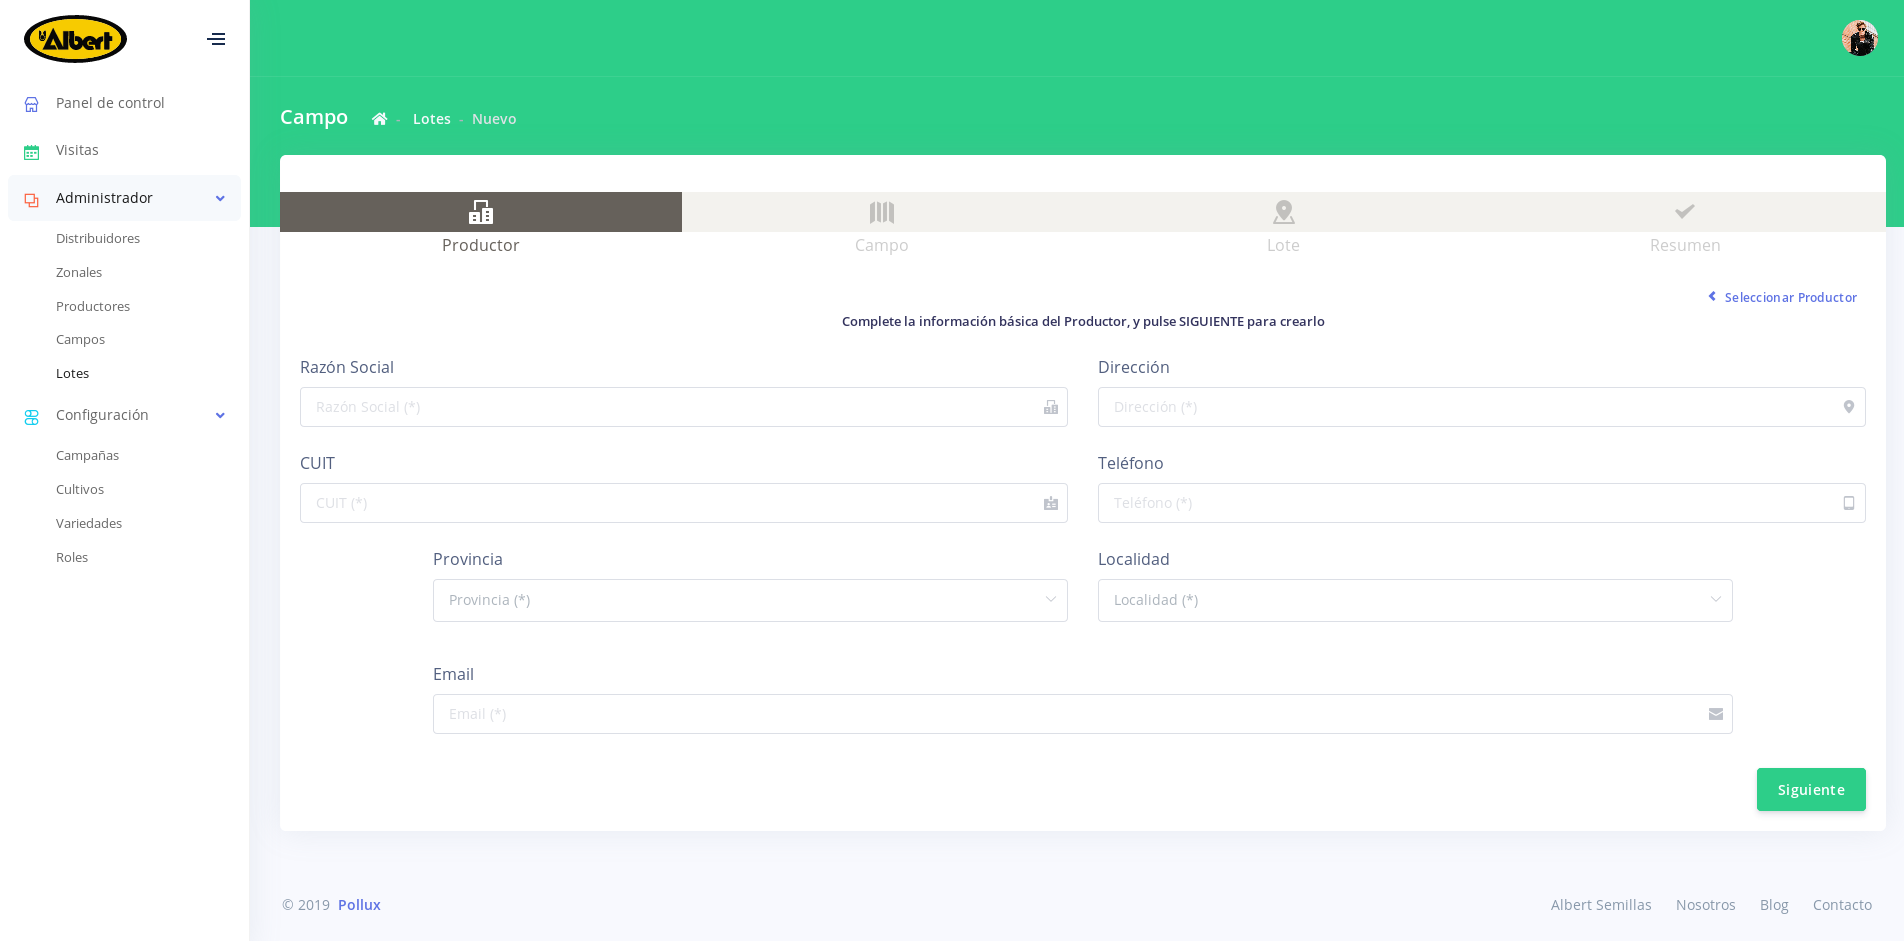 Albert
Panel de control
Visitas
Administrador
Distribuidores
Zonales
Productores
Campos
Lotes
Configuración
Campañas
Cultivos
Variedades
Roles
Campo - Lotes - Nuevo
Productor Campo Lote Resumen
Seleccionar Productor
Complete la información básica del Productor, y pulse SIGUIENTE para crearlo
Razón Social Dirección
Razón Social (*) Dirección (*)
CUIT Teléfono
CUIT (*) Teléfono (*)
Provincia Localidad
Provincia (*) Localidad (*)
Email
Email (*)
Siguiente
© 2019 Pollux Albert Semillas Nosotros Blog Contacto